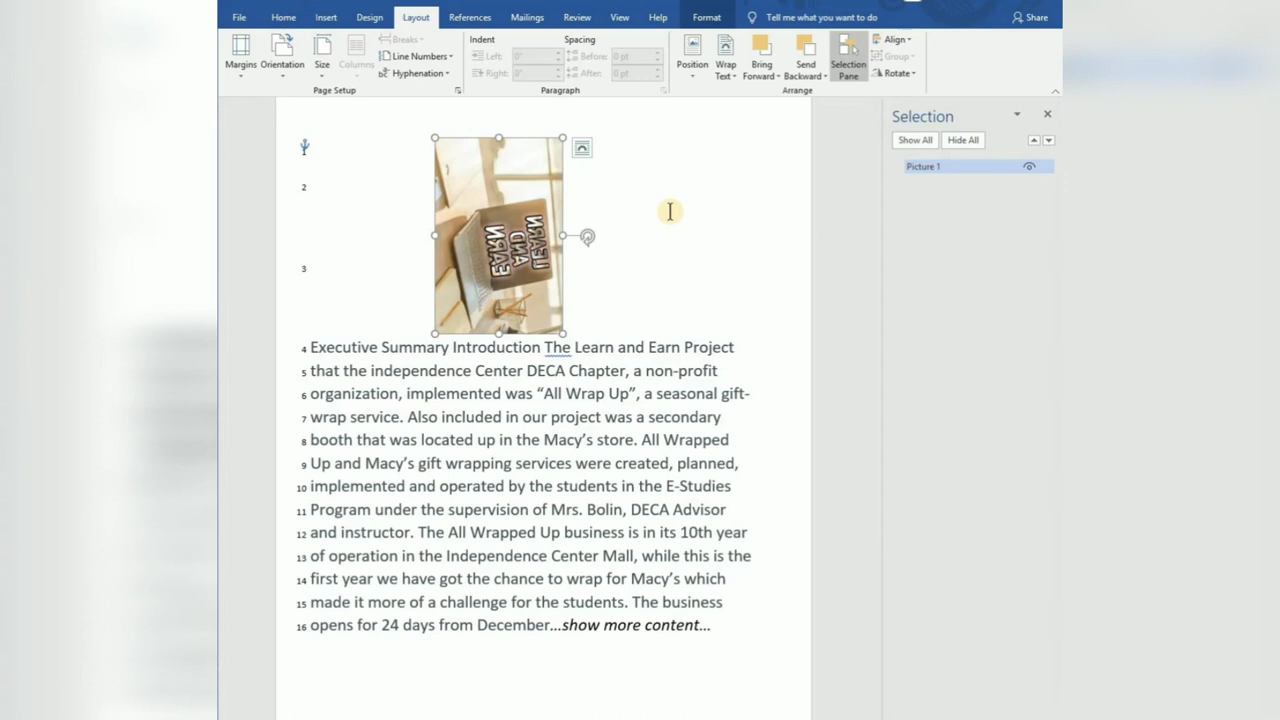 File Home Insert Design Layout References Mailings Review View Help Format Tell me what you want to do Share
Margins Orientation Size Columns Breaks Line Numbers Hyphenation
Page Setup
Indent Spacing
Left: 0" Before: 0 pt
Right: 0" After: 0 pt
Paragraph
Position Wrap Text Bring Forward Send Backward Selection Pane Align Group Rotate
Arrange
Selection
Show All Hide All
Picture 1
1
2
3
LEARN
AND
EARN
4 Executive Summary Introduction The Learn and Earn Project
5 that the independence Center DECA Chapter, a non-profit
6 organization, implemented was “All Wrap Up”, a seasonal gift-
7 wrap service. Also included in our project was a secondary
8 booth that was located up in the Macy’s store. All Wrapped
9 Up and Macy’s gift wrapping services were created, planned,
10 implemented and operated by the students in the E-Studies
11 Program under the supervision of Mrs. Bolin, DECA Advisor
12 and instructor. The All Wrapped Up business is in its 10th year
13 of operation in the Independence Center Mall, while this is the
14 first year we have got the chance to wrap for Macy’s which
15 made it more of a challenge for the students. The business
16 opens for 24 days from December...show more content...